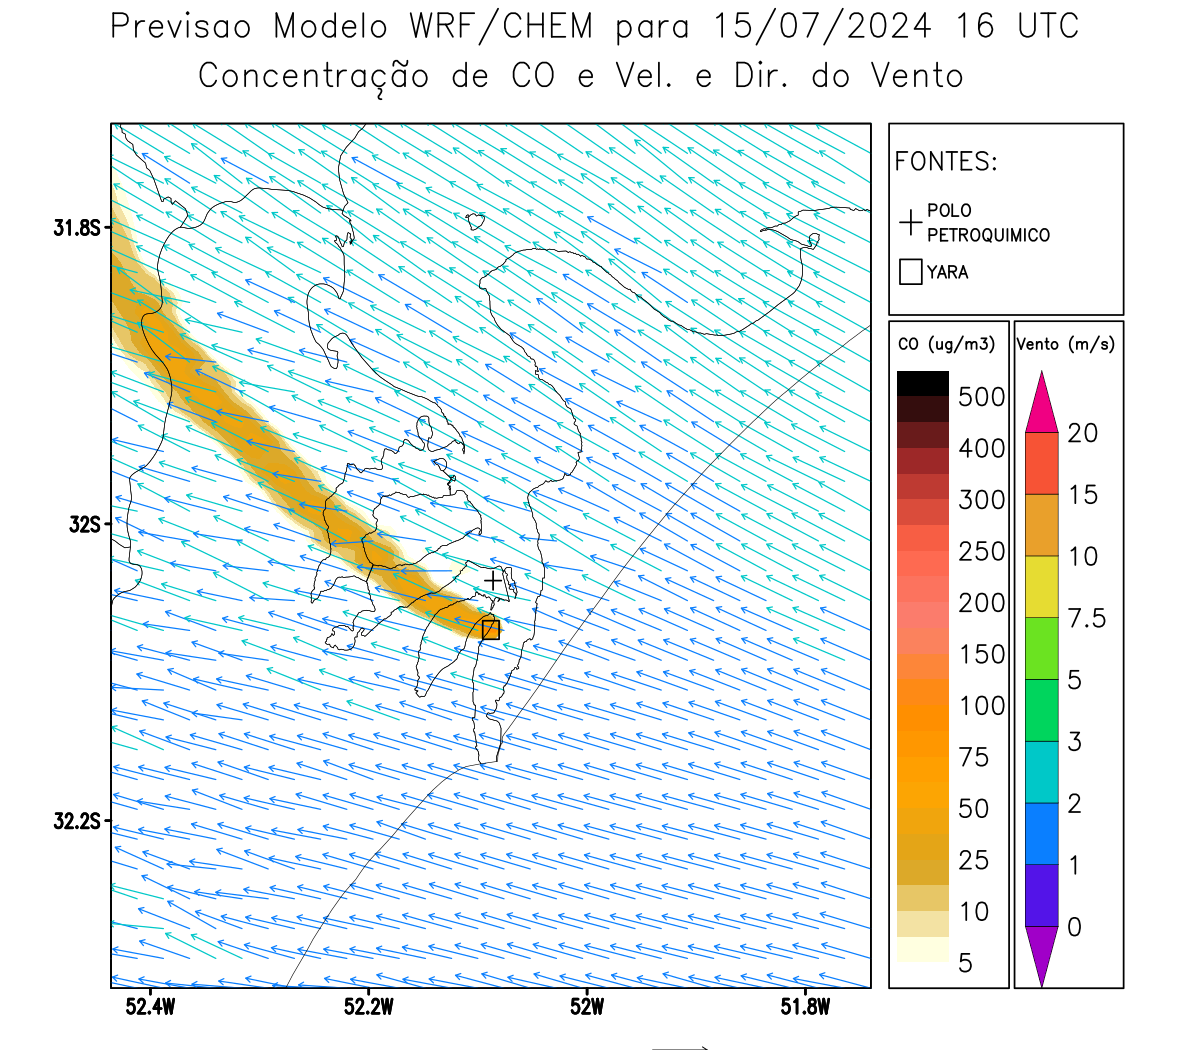 Previsao Modelo WRF/CHEM para 15/07/2024 16 UTC
Concentração de CO e Vel. e Dir. do Vento
FONTES:
POLO
PETROQUIMICO
YARA
CO (ug/m3)
500
400
300
250
200
150
100
75
50
25
10
5
Vento (m/s)
20
15
10
7.5
5
3
2
1
0
31.8S
32S
32.2S
52.4W
52.2W
52W
51.8W